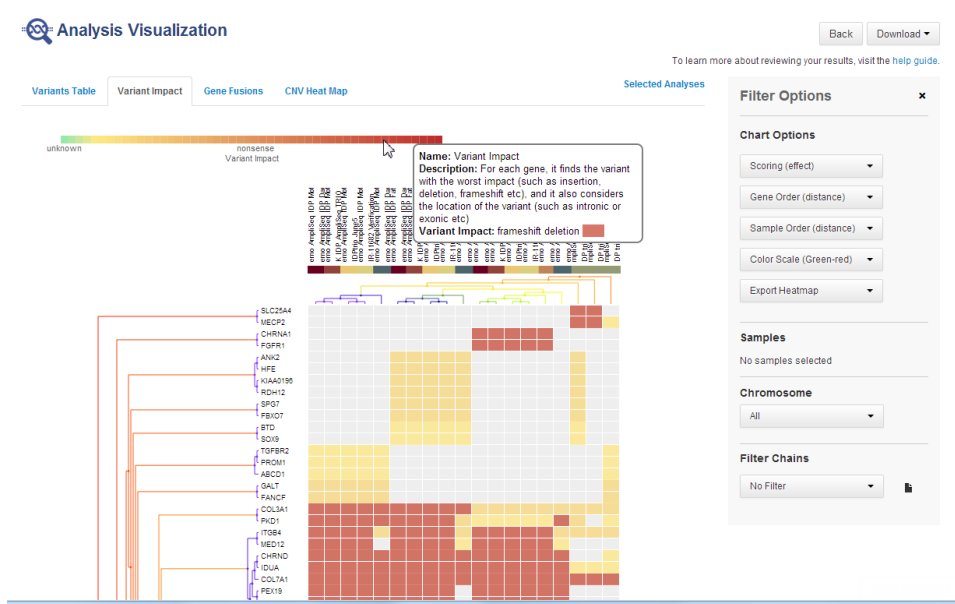 Analysis Visualization
Back
Download
To learn more about reviewing your results, visit the help guide.
Variants Table
Variant Impact
Gene Fusions
CNV Heat Map
Selected Analyses
unknown
nonsense
Variant Impact
Name: Variant Impact
Description: For each gene, it finds the variant
with the worst impact (such as insertion,
deletion, frameshift etc), and it also considers
the location of the variant (such as intronic or
exonic etc)
Variant Impact: frameshift deletion
SLC25A4
MECP2
CHRNA1
FGFR1
ANK2
HFE
KIAA0196
RDH12
SPG7
FBXO7
BTD
SOX9
TGFBR2
PROM1
ABCD1
GALT
FANCF
COL3A1
PKD1
ITGB4
MED12
CHRND
IDUA
COL7A1
PEX19
Filter Options
×
Chart Options
Scoring (effect)
Gene Order (distance)
Sample Order (distance)
Color Scale (Green-red)
Export Heatmap
Samples
No samples selected
Chromosome
All
Filter Chains
No Filter